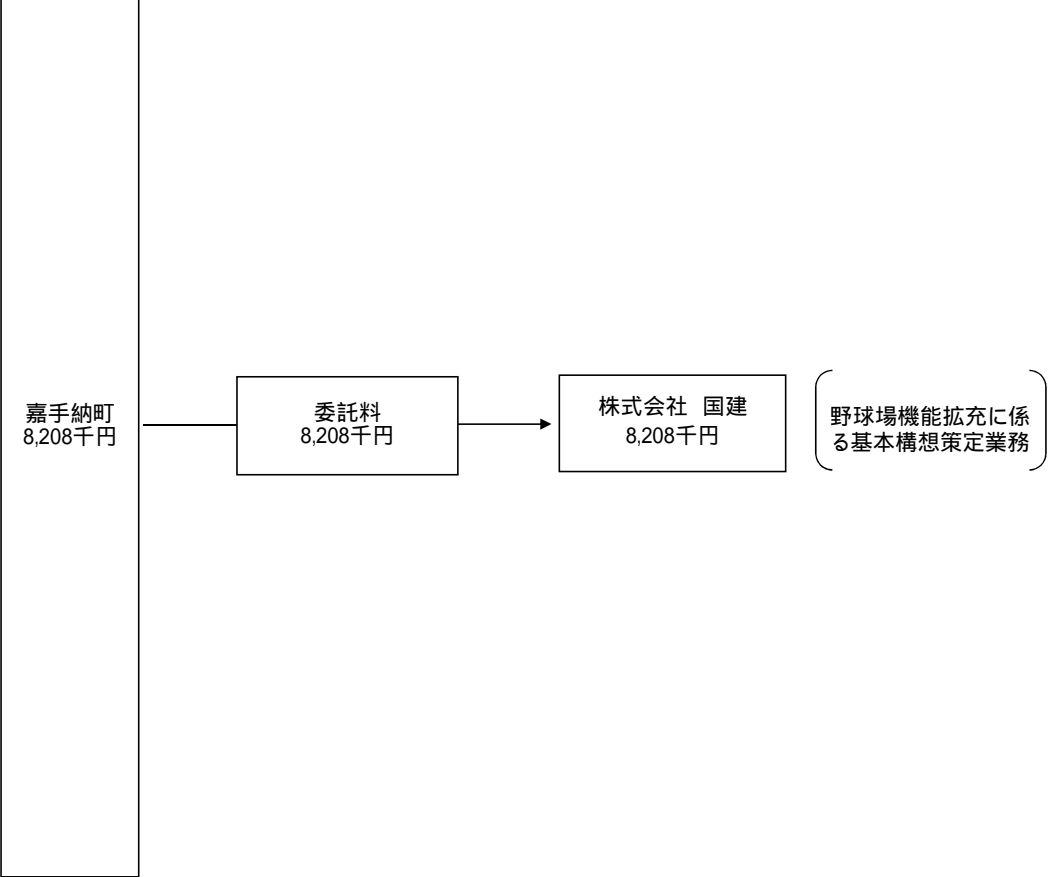 嘉手納町
8,208千円
委託料
8,208千円
株式会社 国建
8,208千円
野球場機能拡充に係
る基本構想策定業務